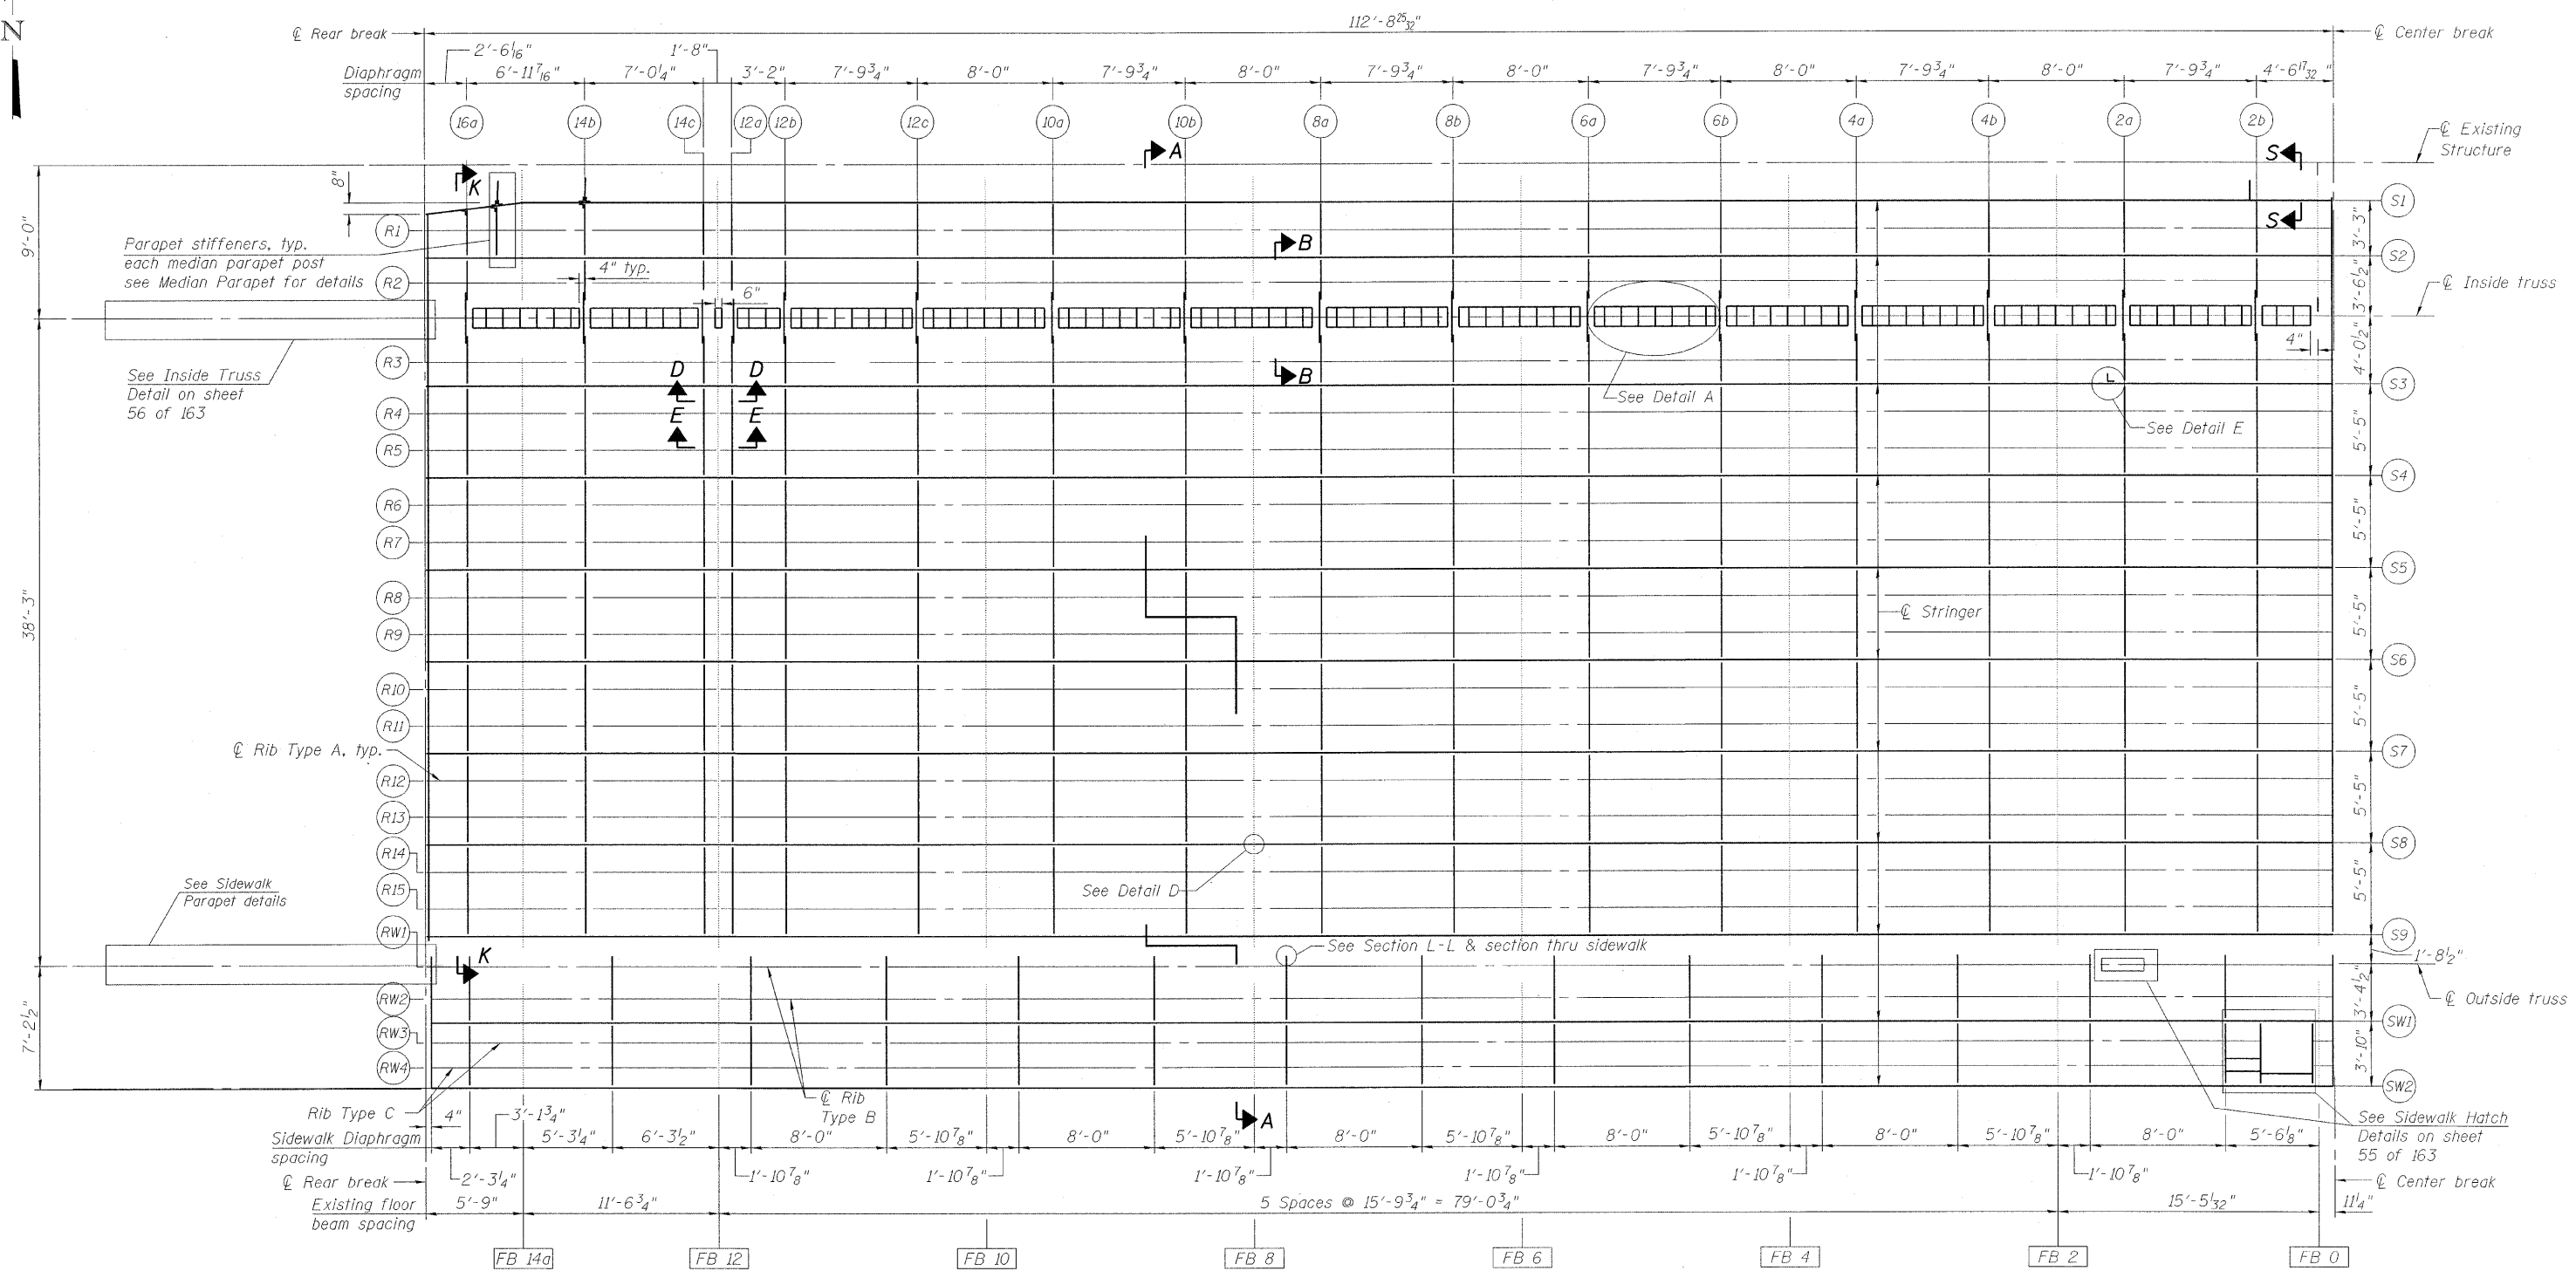 N
℄ Rear break
112'-8 25/32"
℄ Center break
2'-6 1/16"
1'-8"
Diaphragm
spacing
6'-11 7/16"
7'-0 1/4"
3'-2"
7'-9 3/4"
8'-0"
7'-9 3/4"
8'-0"
7'-9 3/4"
8'-0"
7'-9 3/4"
8'-0"
7'-9 3/4"
8'-0"
7'-9 3/4"
4'-6 17/32"
16a
14b
14c
12a
12b
12c
10a
10b
8a
8b
6a
6b
4a
4b
2a
2b
℄ Existing
Structure
A
S
K
8"
9'-0"
R1
S1
S
3'-3"
Parapet stiffeners, typ.
each median parapet post
see Median Parapet for details
B
S2
R2
4" typ.
6"
3'-6 1/2"
℄ Inside truss
4"
4'-0 1/2"
R3
See Inside Truss
Detail on sheet
56 of 163
D
D
B
See Detail A
L
S3
R4
E
E
See Detail E
5'-5"
R5
S4
R6
5'-5"
R7
S5
R8
℄ Stringer
5'-5"
38'-3"
R9
S6
R10
5'-5"
R11
℄ Rib Type A, typ.
S7
R12
5'-5"
R13
S8
R14
See Detail D
5'-5"
R15
See Sidewalk
Parapet details
RW1
S9
See Section L-L & section thru sidewalk
1'-8 1/2"
K
RW2
3'-4 1/2"
℄ Outside truss
7'-2 1/2"
RW3
SW1
RW4
3'-10"
SW2
℄ Rib
Type B
Rib Type C
4"
3'-1 3/4"
A
See Sidewalk Hatch
Details on sheet
55 of 163
Sidewalk Diaphragm
spacing
5'-3 1/4"
6'-3 1/2"
8'-0"
5'-10 7/8"
8'-0"
5'-10 7/8"
8'-0"
5'-10 7/8"
8'-0"
5'-10 7/8"
8'-0"
5'-10 7/8"
8'-0"
5'-6 1/8"
2'-3 1/4"
1'-10 7/8"
1'-10 7/8"
1'-10 7/8"
1'-10 7/8"
1'-10 7/8"
1'-10 7/8"
℄ Rear break
℄ Center break
Existing floor
beam spacing
5'-9"
11'-6 3/4"
5 Spaces @ 15'-9 3/4" = 79'-0 3/4"
15'-5/32"
11 1/4"
FB 14a
FB 12
FB 10
FB 8
FB 6
FB 4
FB 2
FB 0